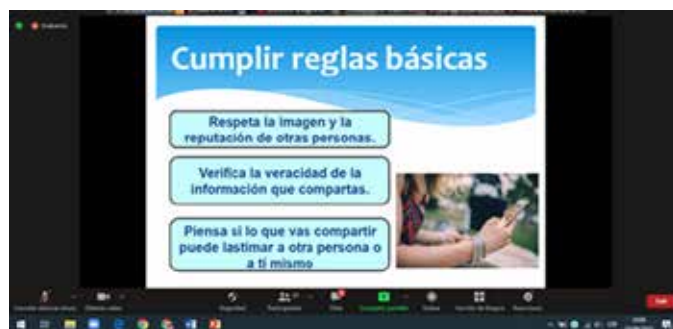 Cumplir reglas básicas
Respeta la imagen y la
reputación de otras personas.
Verifica la veracidad de la
información que compartas.
Piensa si lo que vas compartir
puede lastimar a otra persona o
a ti mismo